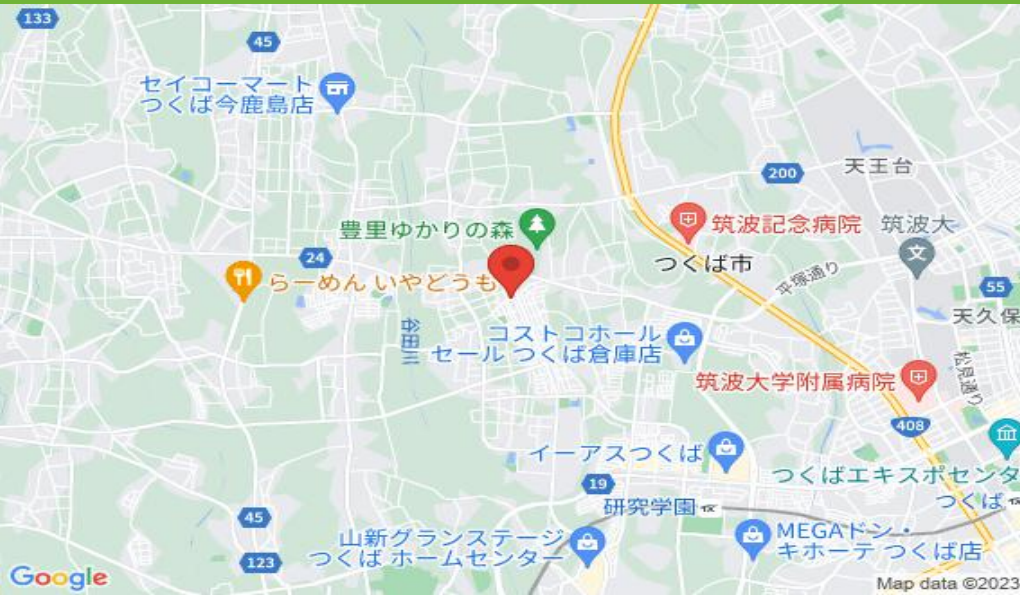 133
45
セイコーマート
つくば今鹿島店
200
天王台
豊里ゆかりの森
筑波記念病院
筑波大
つくば市
24
らーめん いやどうも
平塚通り
55
谷田川
コストコホール
セール つくば倉庫店
天久保
松見通り
筑波大学附属病院
408
イーアスつくば
つくばエキスポセンタ
19
つくば
研究学園
45
山新グランステージ
つくば ホームセンター
MEGAドン・
キホーテ つくば店
123
Google
Map data ©2023